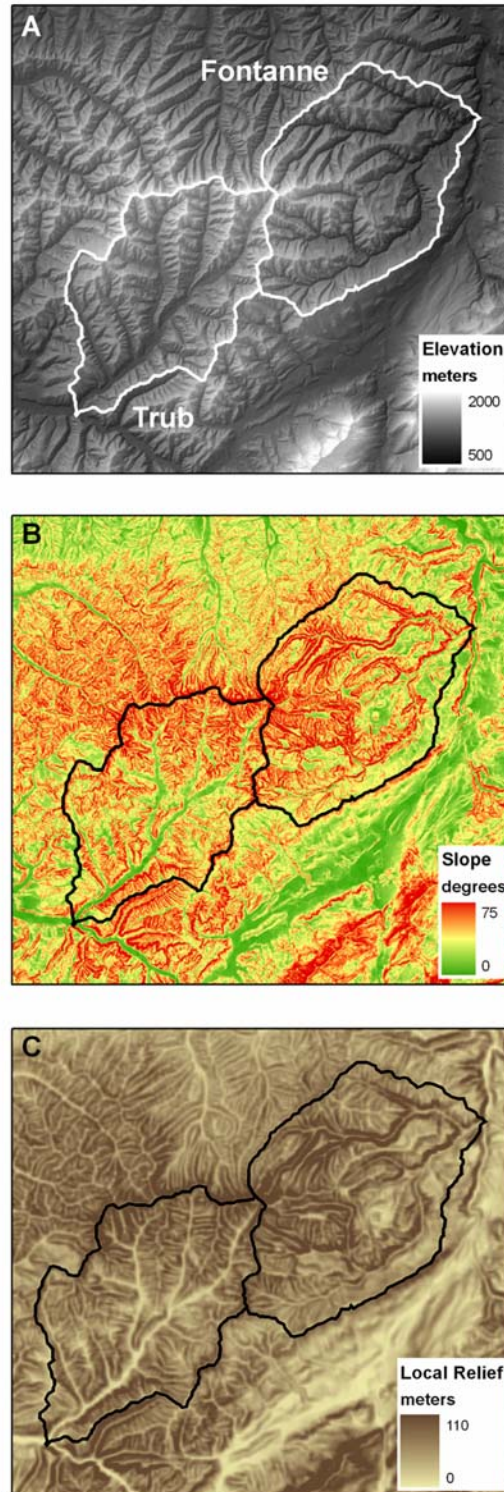 A
Fontanne
Trub
Elevation
meters
2000
500
B
Slope
degrees
75
0
C
Local Relief
meters
110
0